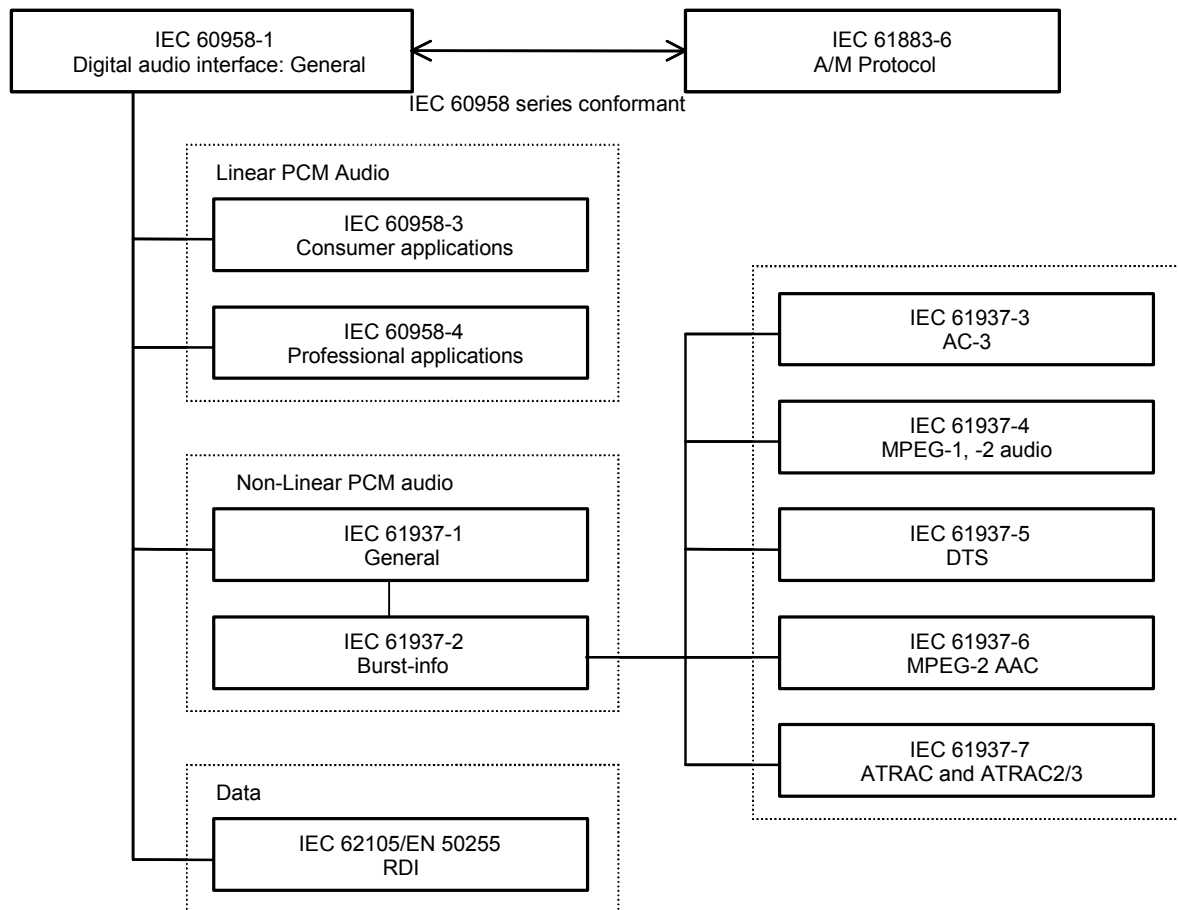 IEC 60958-1
Digital audio interface: General
IEC 61883-6
A/M Protocol
IEC 60958 series conformant
Linear PCM Audio
IEC 60958-3
Consumer applications
IEC 60958-4
Professional applications
Non-Linear PCM audio
IEC 61937-1
General
IEC 61937-2
Burst-info
IEC 61937-3
AC-3
IEC 61937-4
MPEG-1, -2 audio
IEC 61937-5
DTS
IEC 61937-6
MPEG-2 AAC
IEC 61937-7
ATRAC and ATRAC2/3
Data
IEC 62105/EN 50255
RDI